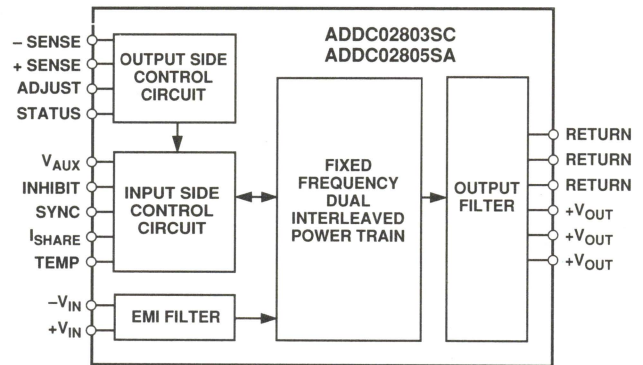 ADDC02803SC
ADDC02805SA
– SENSE
+ SENSE
ADJUST
STATUS
OUTPUT SIDE
CONTROL
CIRCUIT
VAUX
INHIBIT
SYNC
ISHARE
TEMP
INPUT SIDE
CONTROL
CIRCUIT
–VIN
+VIN
EMI FILTER
FIXED
FREQUENCY
DUAL
INTERLEAVED
POWER TRAIN
OUTPUT
FILTER
RETURN
RETURN
RETURN
+VOUT
+VOUT
+VOUT